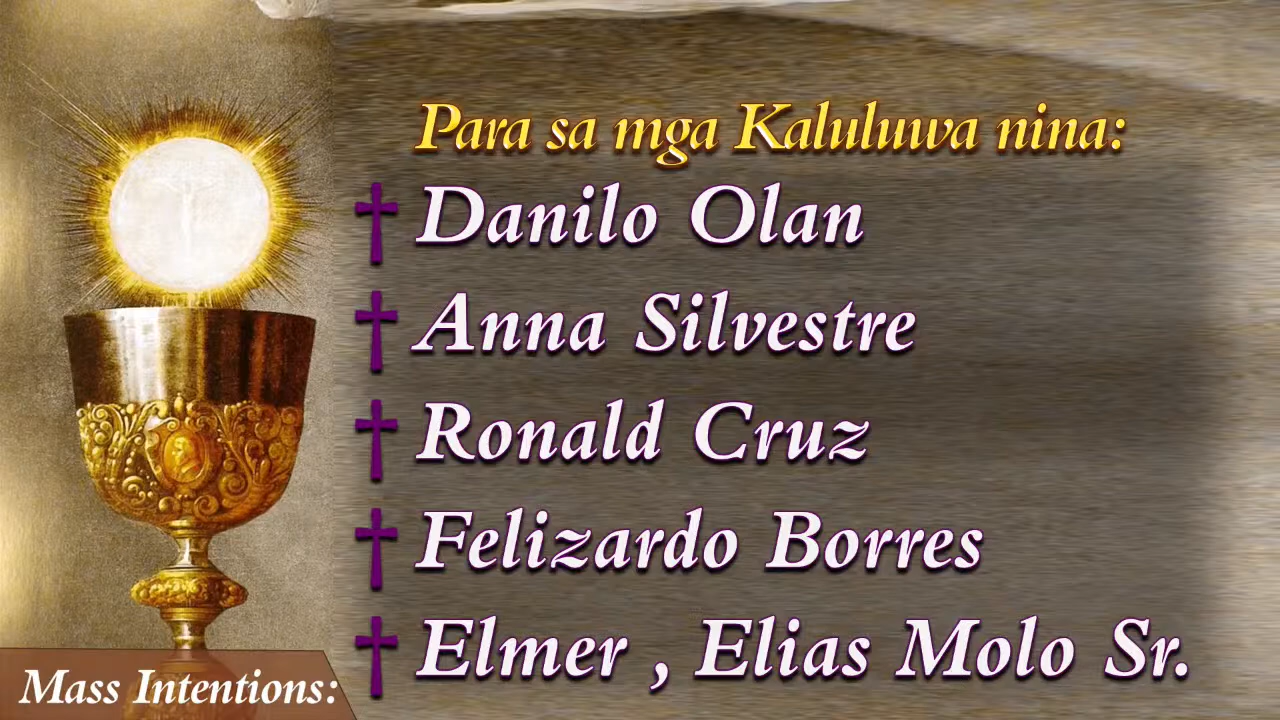 Para sa mga Kaluluwa nina:
† Danilo Olan
† Anna Silvestre
† Ronald Cruz
† Felizardo Borres
† Elmer , Elias Molo Sr.
Mass Intentions: